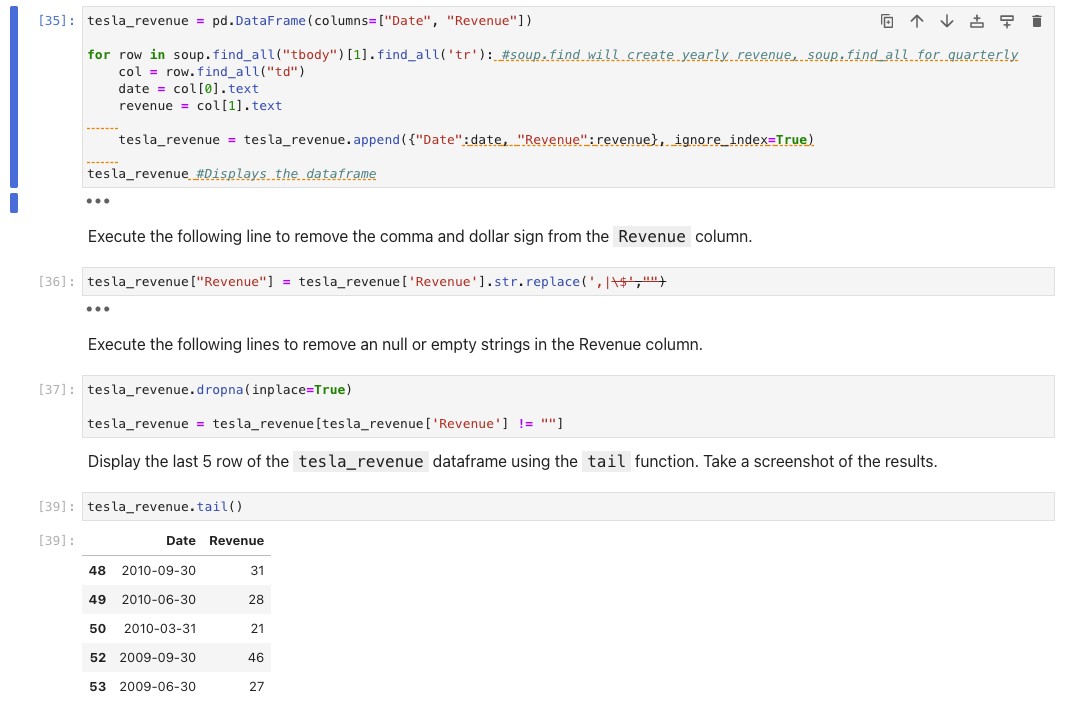 [35]: tesla_revenue = pd.DataFrame(columns=["Date", "Revenue"])
for row in soup.find_all("tbody")[1].find_all('tr'): #soup.find will create yearly revenue, soup.find_all for quarterly
    col = row.find_all("td")
    date = col[0].text
    revenue = col[1].text
    tesla_revenue = tesla_revenue.append({"Date":date, "Revenue":revenue}, ignore_index=True)
tesla_revenue #Displays the dataframe
•••
Execute the following line to remove the comma and dollar sign from the Revenue column.
[36]: tesla_revenue["Revenue"] = tesla_revenue['Revenue'].str.replace(',|\$',"")
•••
Execute the following lines to remove an null or empty strings in the Revenue column.
[37]: tesla_revenue.dropna(inplace=True)
tesla_revenue = tesla_revenue[tesla_revenue['Revenue'] != ""]
Display the last 5 row of the tesla_revenue dataframe using the tail function. Take a screenshot of the results.
[39]: tesla_revenue.tail()
[39]: Date Revenue
48 2010-09-30 31
49 2010-06-30 28
50 2010-03-31 21
52 2009-09-30 46
53 2009-06-30 27